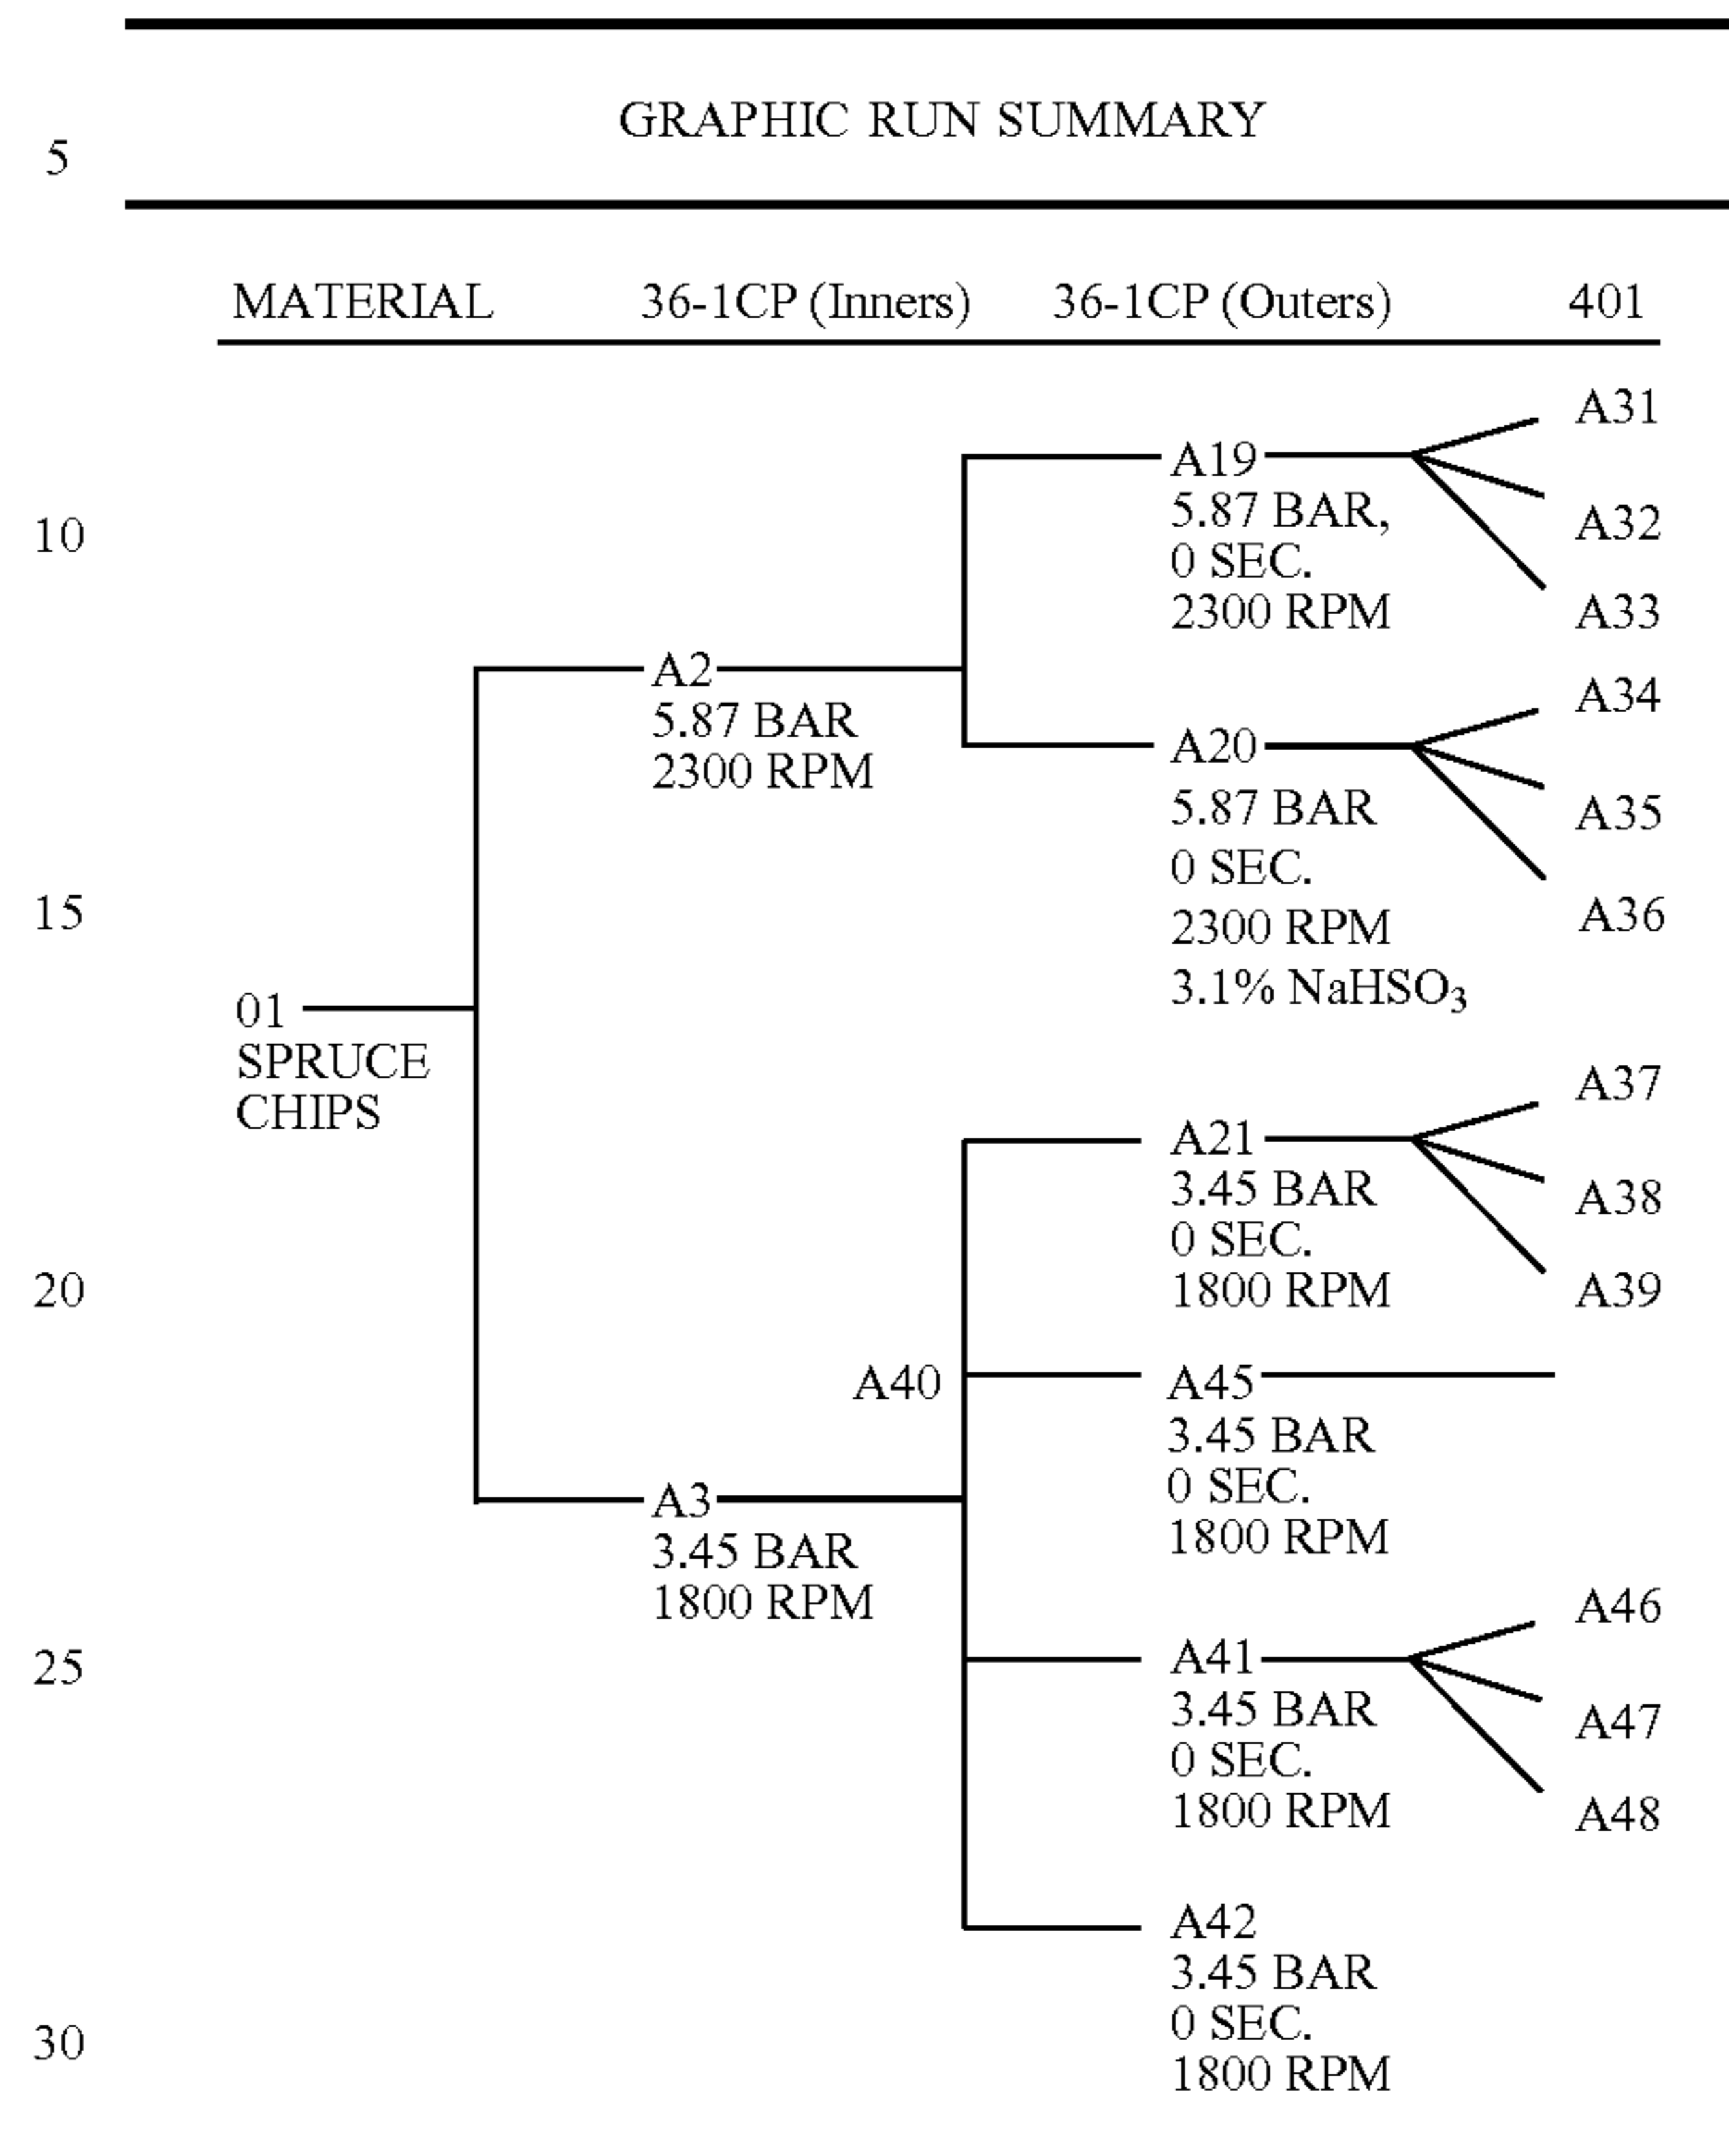 GRAPHIC RUN SUMMARY
5
MATERIAL 36-1CP (Inners) 36-1CP (Outers) 401
A31
A19
5.87 BAR,
A32
10
0 SEC.
2300 RPM
A33
A2
5.87 BAR
2300 RPM
A34
A20
5.87 BAR
A35
0 SEC.
15
2300 RPM
A36
3.1% NaHSO₃
01
SPRUCE
CHIPS
A37
A21
3.45 BAR
A38
0 SEC.
20
1800 RPM
A39
A40
A45
3.45 BAR
0 SEC.
1800 RPM
A3
3.45 BAR
1800 RPM
A46
25
A41
3.45 BAR
A47
0 SEC.
1800 RPM
A48
A42
3.45 BAR
0 SEC.
30
1800 RPM